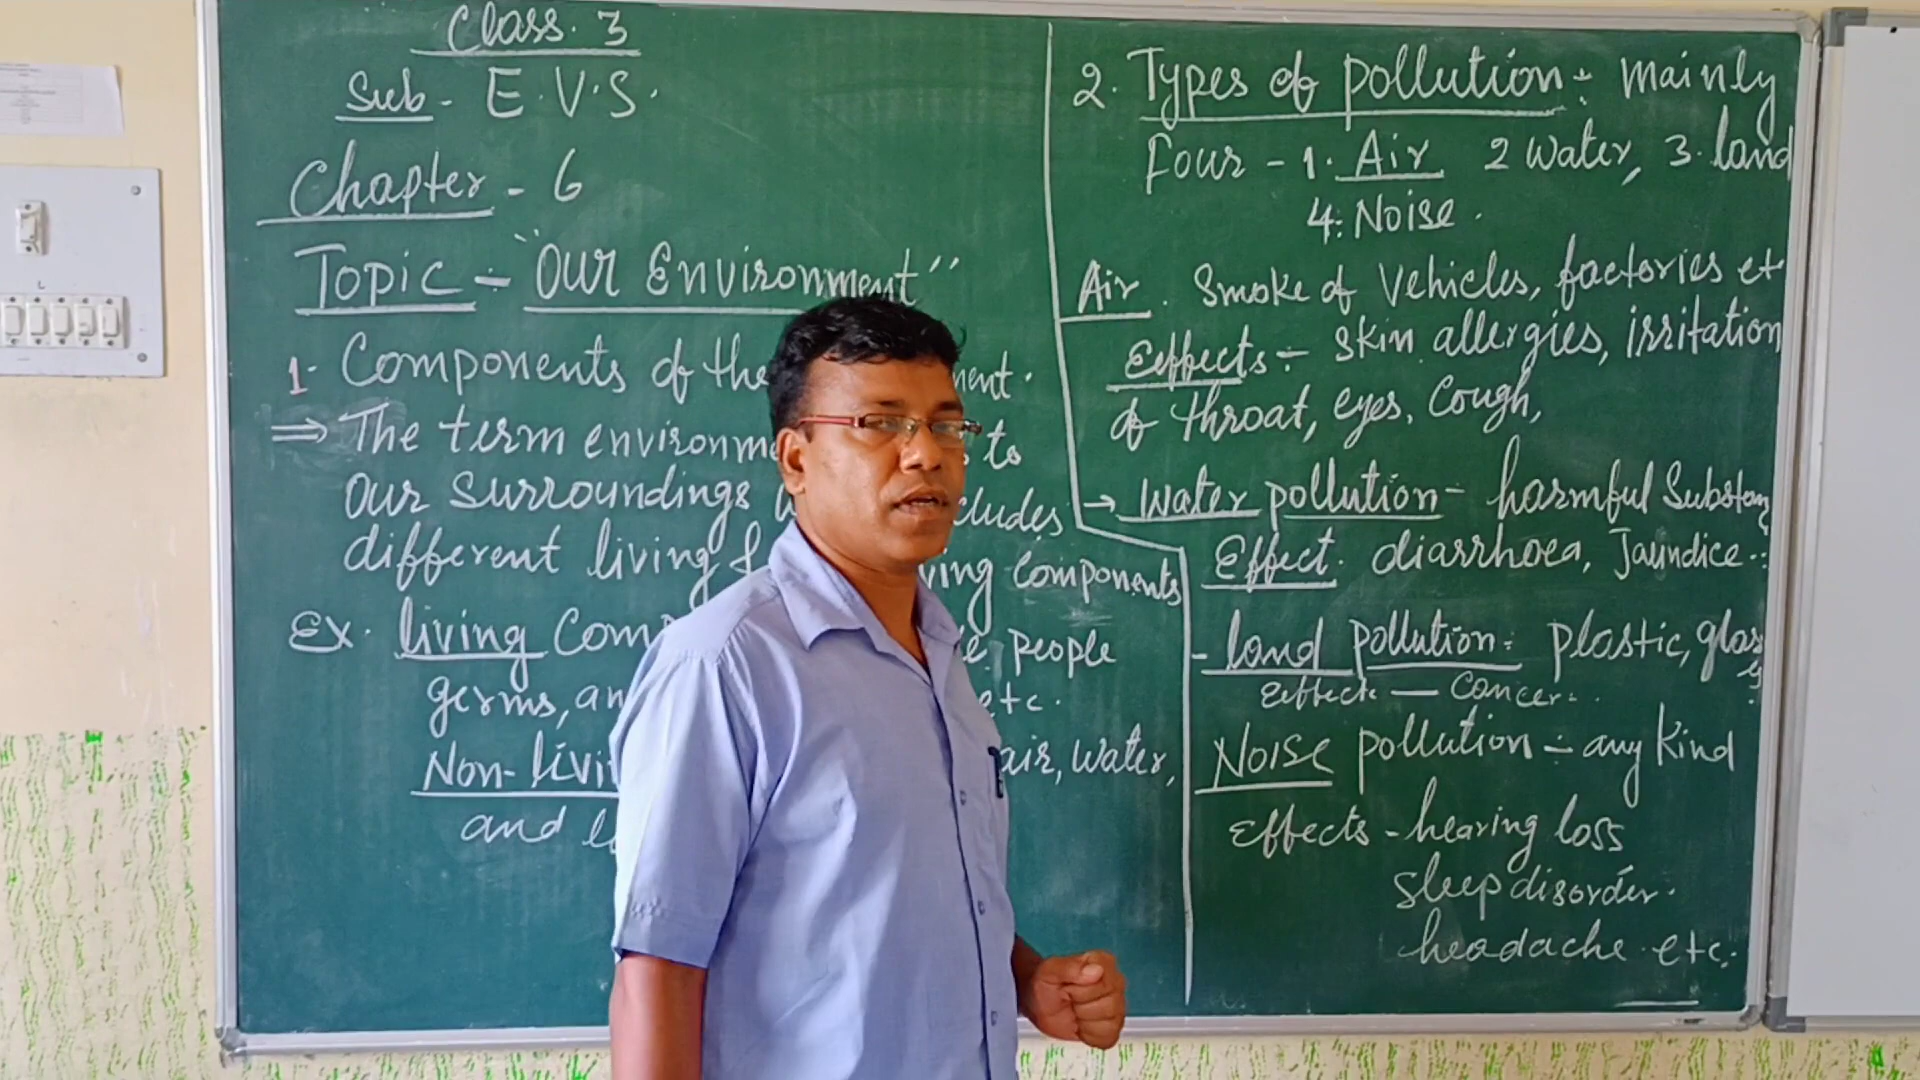 Class. 3
Sub - E.V.S.
Chapter - 6
Topic - "Our Environment"
1. Components of the
⇒ The term to
Our surroundings
different living & components
Ex. living people
germs, etc.
Non- air, water,
and
2. Types of pollution - mainly
Four - 1. Air 2 Water, 3. land
4. Noise.
Air. Smoke of Vehicles, factories etc
Effects - skin allergies, irritation
of throat, eyes, Cough,
→ Water pollution - harmful
Effect. diarrhoea, Jaundice..
- land pollution: plastic, glass
Effect — Cancer..
Noise pollution - any kind
Effects - hearing loss
sleep disorder.
headache. etc.
L